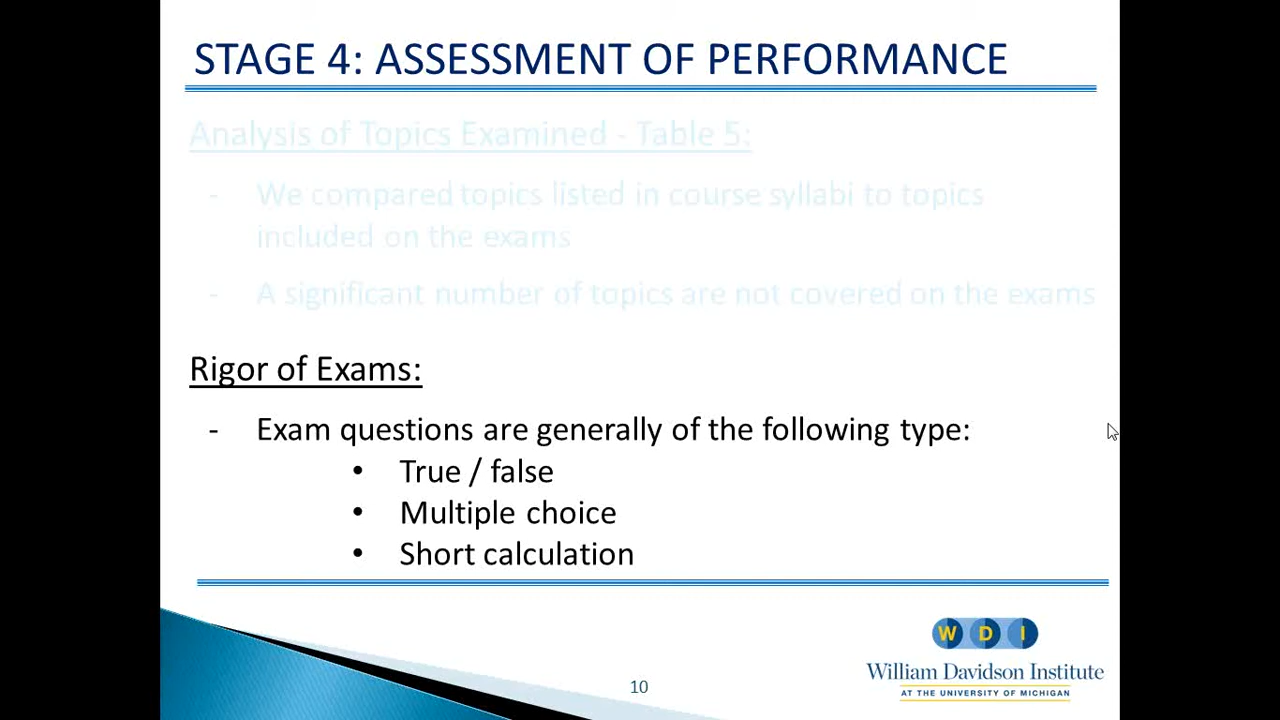 STAGE 4: ASSESSMENT OF PERFORMANCE
Analysis of Topics Examined - Table 5:
- We compared topics listed in course syllabi to topics
included on the exams
- A significant number of topics are not covered on the exams
Rigor of Exams:
- Exam questions are generally of the following type:
• True / false
• Multiple choice
• Short calculation
W D I
William Davidson Institute
AT THE UNIVERSITY OF MICHIGAN
10